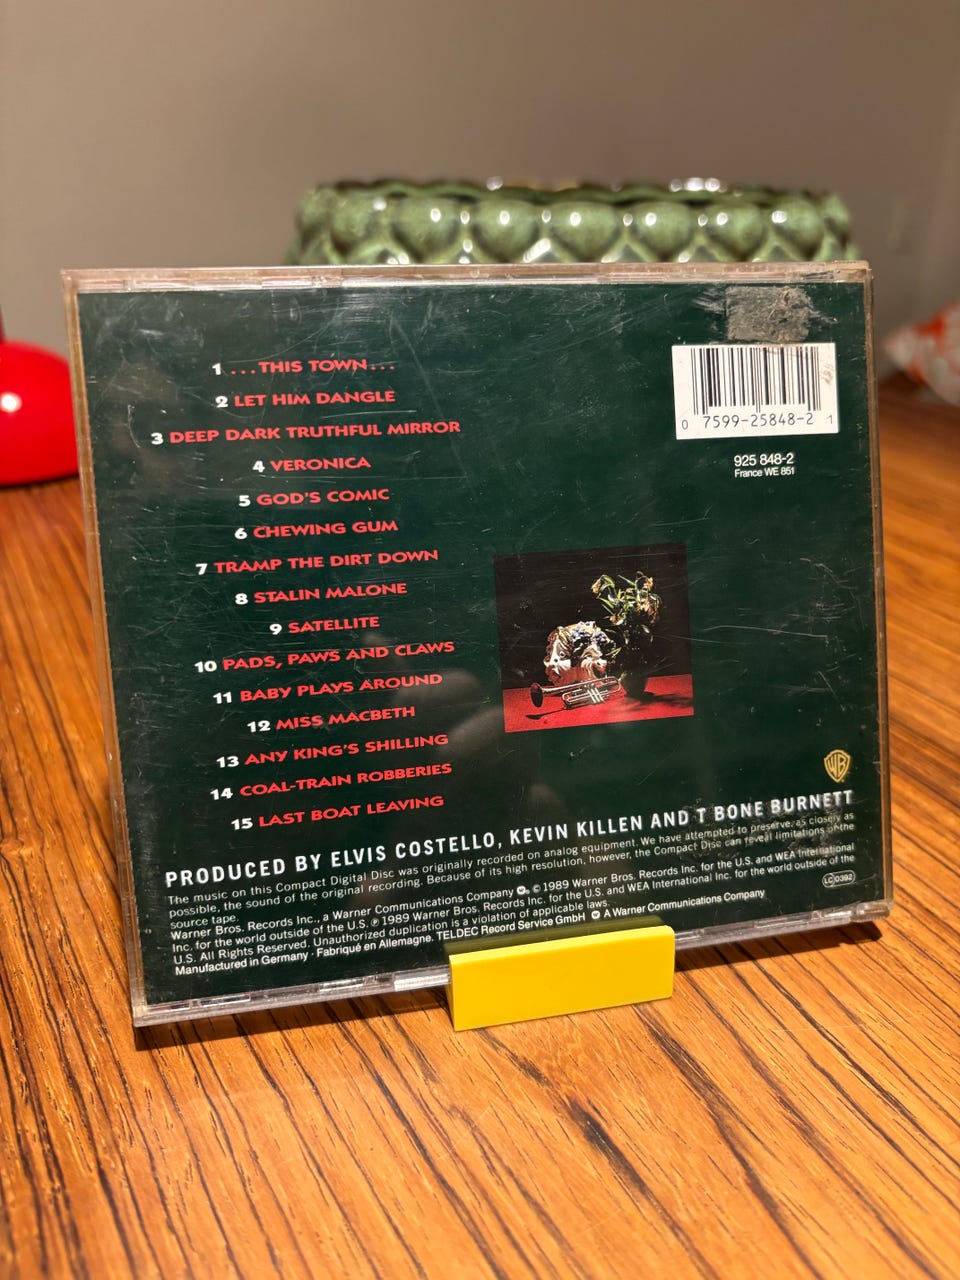 1 ...THIS TOWN...
2 LET HIM DANGLE
3 DEEP DARK TRUTHFUL MIRROR
4 VERONICA
5 GOD'S COMIC
6 CHEWING GUM
7 TRAMP THE DIRT DOWN
8 STALIN MALONE
9 SATELLITE
10 PADS, PAWS AND CLAWS
11 BABY PLAYS AROUND
12 MISS MACBETH
13 ANY KING'S SHILLING
14 COAL-TRAIN ROBBERIES
15 LAST BOAT LEAVING
0 7599-25848-2 1
925 848-2
France WE 851
WB
PRODUCED BY ELVIS COSTELLO, KEVIN KILLEN AND T BONE BURNETT
The music on this Compact Digital Disc was originally recorded on analog equipment. We have attempted to preserve, as closely as
possible, the sound of the original recording. Because of its high resolution, however, the Compact Disc can reveal limitations of the
source tape.
Warner Bros. Records Inc., a Warner Communications Company © 1989 Warner Bros. Records Inc. for the U.S. and WEA International
Inc. for the world outside of the U.S. ℗ 1989 Warner Bros. Records Inc. for the U.S. and WEA International Inc. for the world outside of the
U.S. All Rights Reserved. Unauthorized duplication is a violation of applicable laws.
Manufactured in Germany · Fabriqué en Allemagne. TELDEC Record Service GmbH A Warner Communications Company
LC 0392